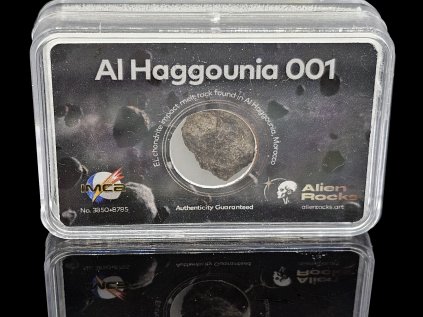 Al Haggounia 001
EL chondrite impact melt rock found in Al Haggounia, Morocco
IMCA
No. 3850+8785
Authenticity Guaranteed
Alien
Rocks
alienrocks.art